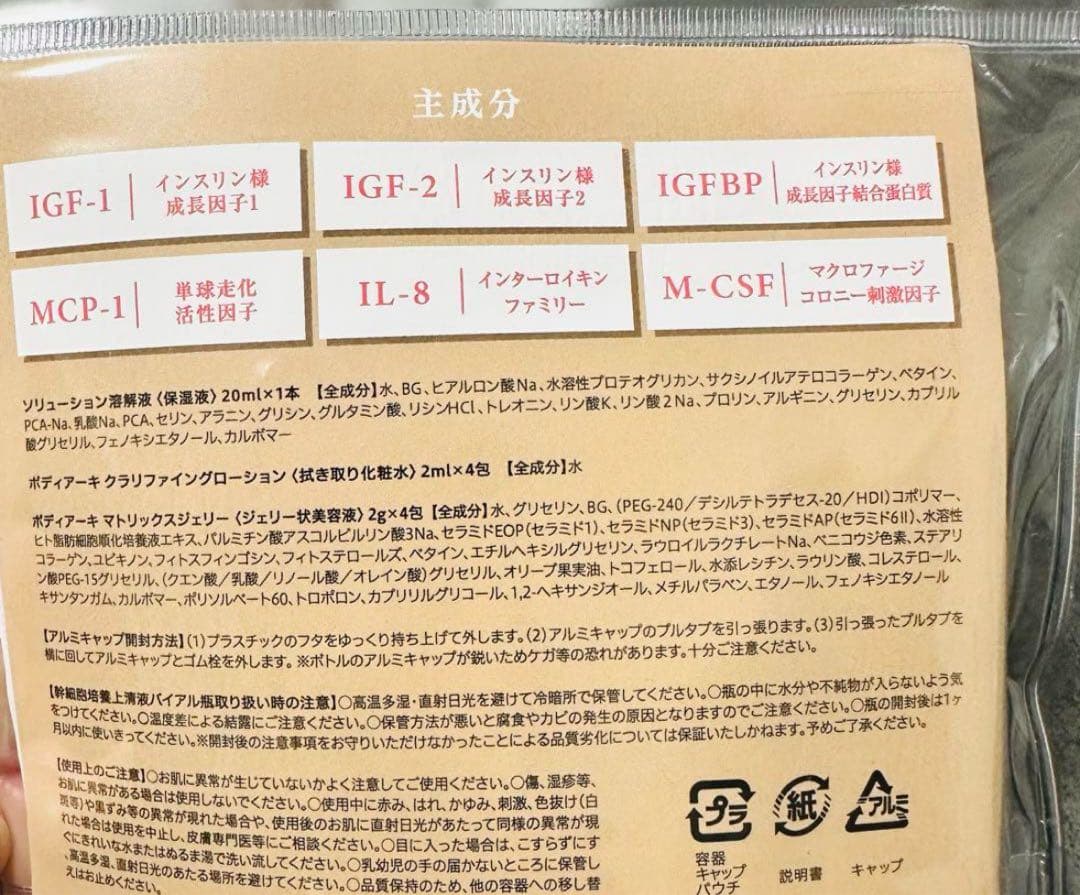 主成分
IGF-1 インスリン様成長因子1
IGF-2 インスリン様成長因子2
IGFBP インスリン様成長因子結合蛋白質
MCP-1 単球走化活性因子
IL-8 インターロイキンファミリー
M-CSF マクロファージコロニー刺激因子
ソリューション溶解液〈保湿液〉20ml×1本 【全成分】水、BG、ヒアルロン酸Na、水溶性プロテオグリカン、サクシノイルアテロコラーゲン、ベタイン、
PCA-Na、乳酸Na、PCA、セリン、アラニン、グリシン、グルタミン酸、リシンHCl、トレオニン、リン酸K、リン酸2Na、プロリン、アルギニン、グリセリン、カプリル
酸グリセリル、フェノキシエタノール、カルボマー
ボディアーキ クラリファイングローション〈拭き取り化粧水〉2ml×4包 【全成分】水
ボディアーキ マトリックスジェリー〈ジェリー状美容液〉2g×4包【全成分】水、グリセリン、BG、(PEG-240/デシルテトラデセス-20/HDI)コポリマー、
ヒト脂肪細胞順化培養液エキス、パルミチン酸アスコルビルリン酸3Na、セラミドEOP(セラミド1)、セラミドNP(セラミド3)、セラミドAP(セラミド6II)、水溶性
コラーゲン、ユビキノン、フィトスフィンゴシン、フィトステロールズ、ベタイン、エチルヘキシルグリセリン、ラウロイルラクチレートNa、ベニコウジ色素、ステアリ
ン酸PEG-15グリセリル、(クエン酸/乳酸/リノール酸/オレイン酸)グリセリル、オリーブ果実油、トコフェロール、水添レシチン、ラウリン酸、コレステロール、
キサンタンガム、カルボマー、ポリソルベート60、トロポロン、カプリリルグリコール、1,2-ヘキサンジオール、メチルパラベン、エタノール、フェノキシエタノール
【アルミキャップ開封方法】(1)プラスチックのフタをゆっくり持ち上げて外します。(2)アルミキャップのプルタブを引っ張ります。(3)引っ張ったプルタブを
横に回してアルミキャップとゴム栓を外します。※ボトルのアルミキャップが鋭いためケガ等の恐れがあります。十分ご注意ください。
【幹細胞培養上清液バイアル瓶取り扱い時の注意】○高温多湿・直射日光を避けて冷暗所で保管してください。○瓶の中に水分や不純物が入らないよう気
をつけてください。○温度差による結露にご注意ください。○保管方法が悪いと腐食やカビの発生の原因となりますのでご注意ください。○瓶の開封後は1ヶ
月以内に使いきってください。※開封後の注意事項をお守りいただけなかったことによる品質劣化については保証いたしかねます。予めご了承ください。
【使用上のご注意】○お肌に異常が生じていないかよく注意してご使用ください。○傷、湿疹等、
お肌に異常がある場合は使用しないでください。○使用中に赤み、はれ、かゆみ、刺激、色抜け(白
斑等)や黒ずみ等の異常が現れた場合や、使用後のお肌に直射日光があたって同様の異常が現
れた場合は使用を中止し、皮膚専門医等にご相談ください。○目に入った場合は、こすらずにす
ぐにきれいな水またはぬるま湯で洗い流してください。○乳幼児の手の届かないところに保管し
、高温多湿、直射日光のあたる場所を避けてください。○品質保持のため、他の容器への移し替
えはお止めください。
プラ
容器
キャップ
パウチ
紙
説明書
アルミ
キャップ